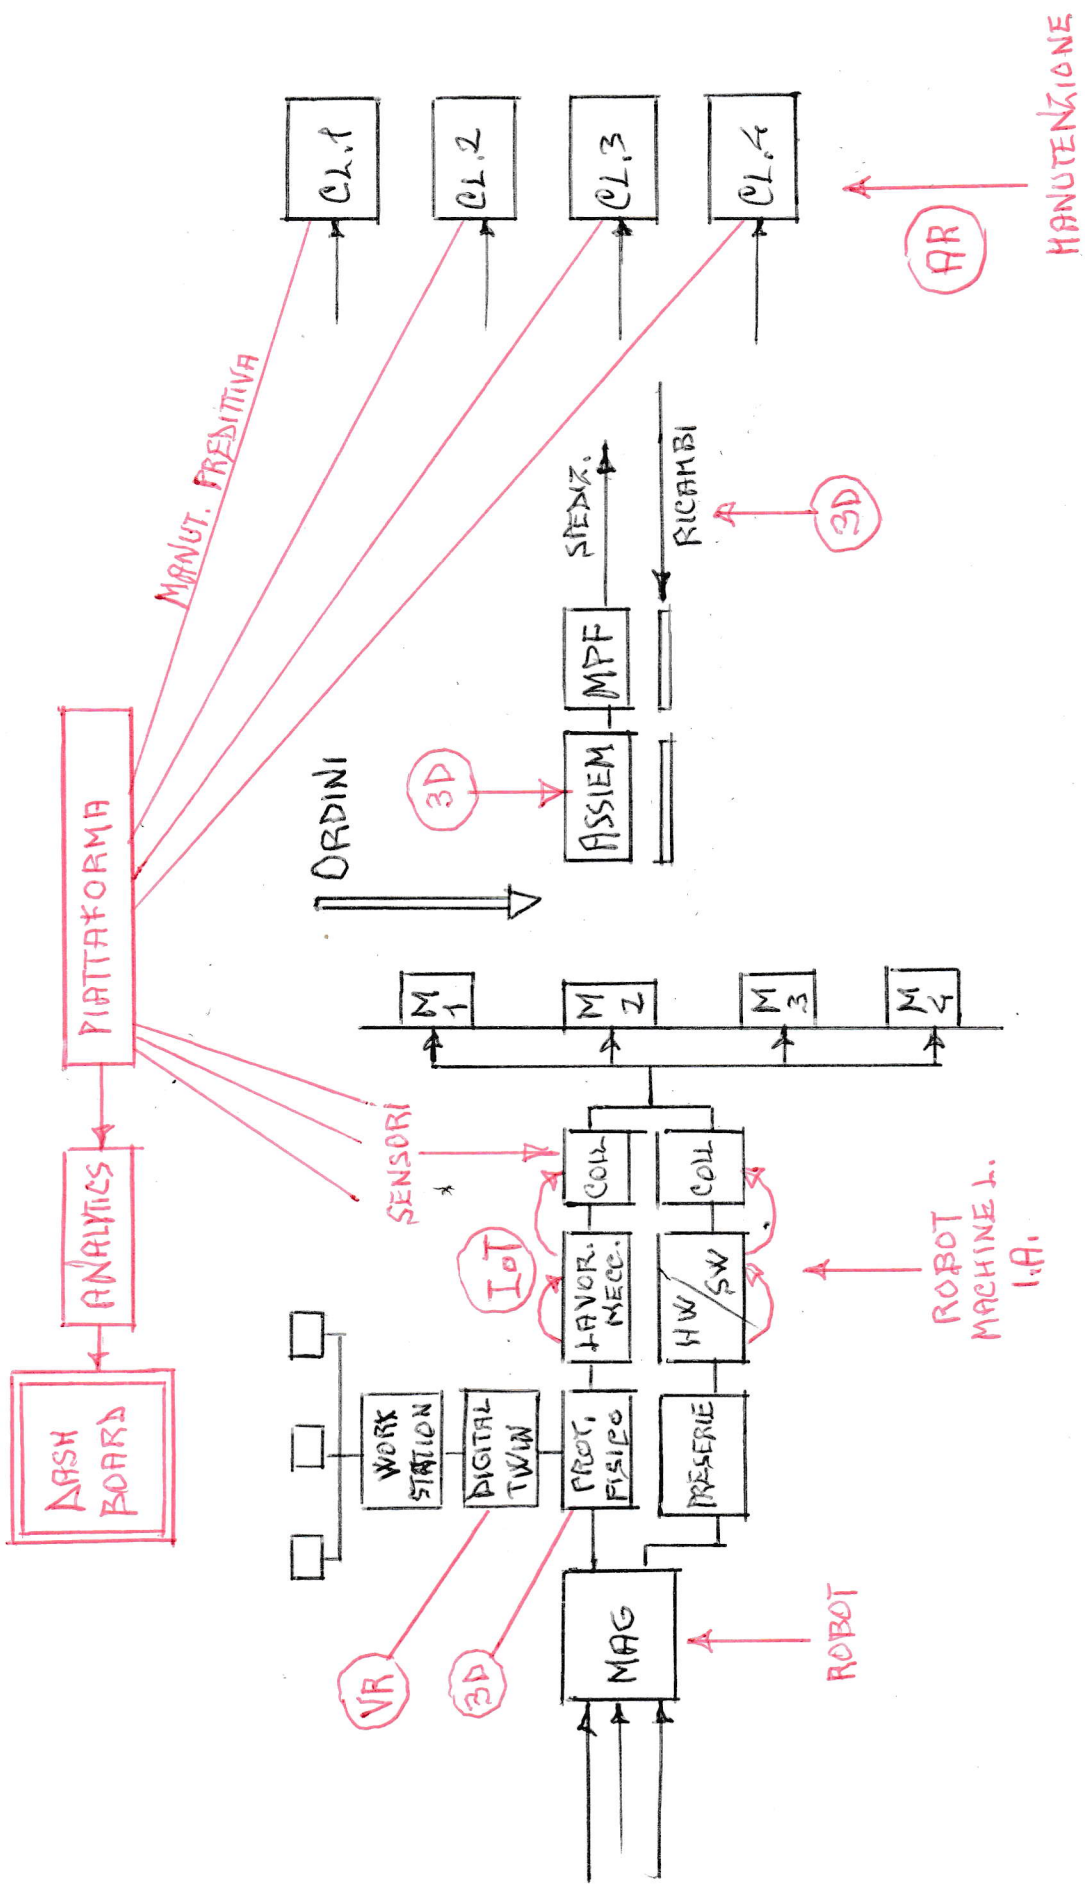 DASH
BOARD
ANALYTICS
PIATTAFORMA
MANUT. PREDITTIVA
CL.1
CL.2
CL.3
CL.4
AR
MANUTENZIONE
ORDINI
SENSORI
*
WORK
STATION
DIGITAL
TWIN
VR
3D
IoT
PROT.
FISICO
LAVOR.
MECC.
COLL
M
1
M
2
M
3
M
4
3D
ASSIEM
MPF
SPEDIZ.
RICAMBI
3D
MAG
PRESERIE
HW/SW
COLL
ROBOT
ROBOT
MACHINE L.
I.A.